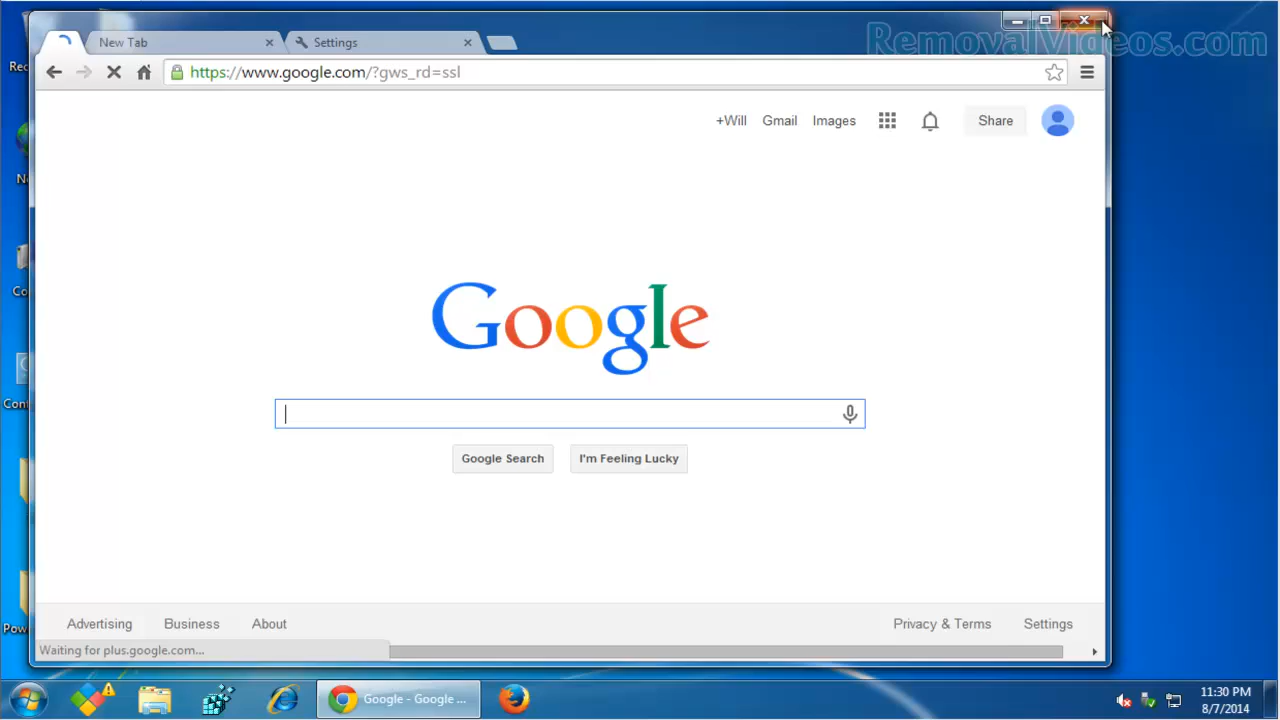 RemovalVideos.com
New Tab
Settings
https://www.google.com/?gws_rd=ssl
+Will Gmail Images Share
Google
Google Search I'm Feeling Lucky
Advertising Business About Privacy & Terms Settings
Waiting for plus.google.com...
Google - Google ...
11:30 PM
8/7/2014